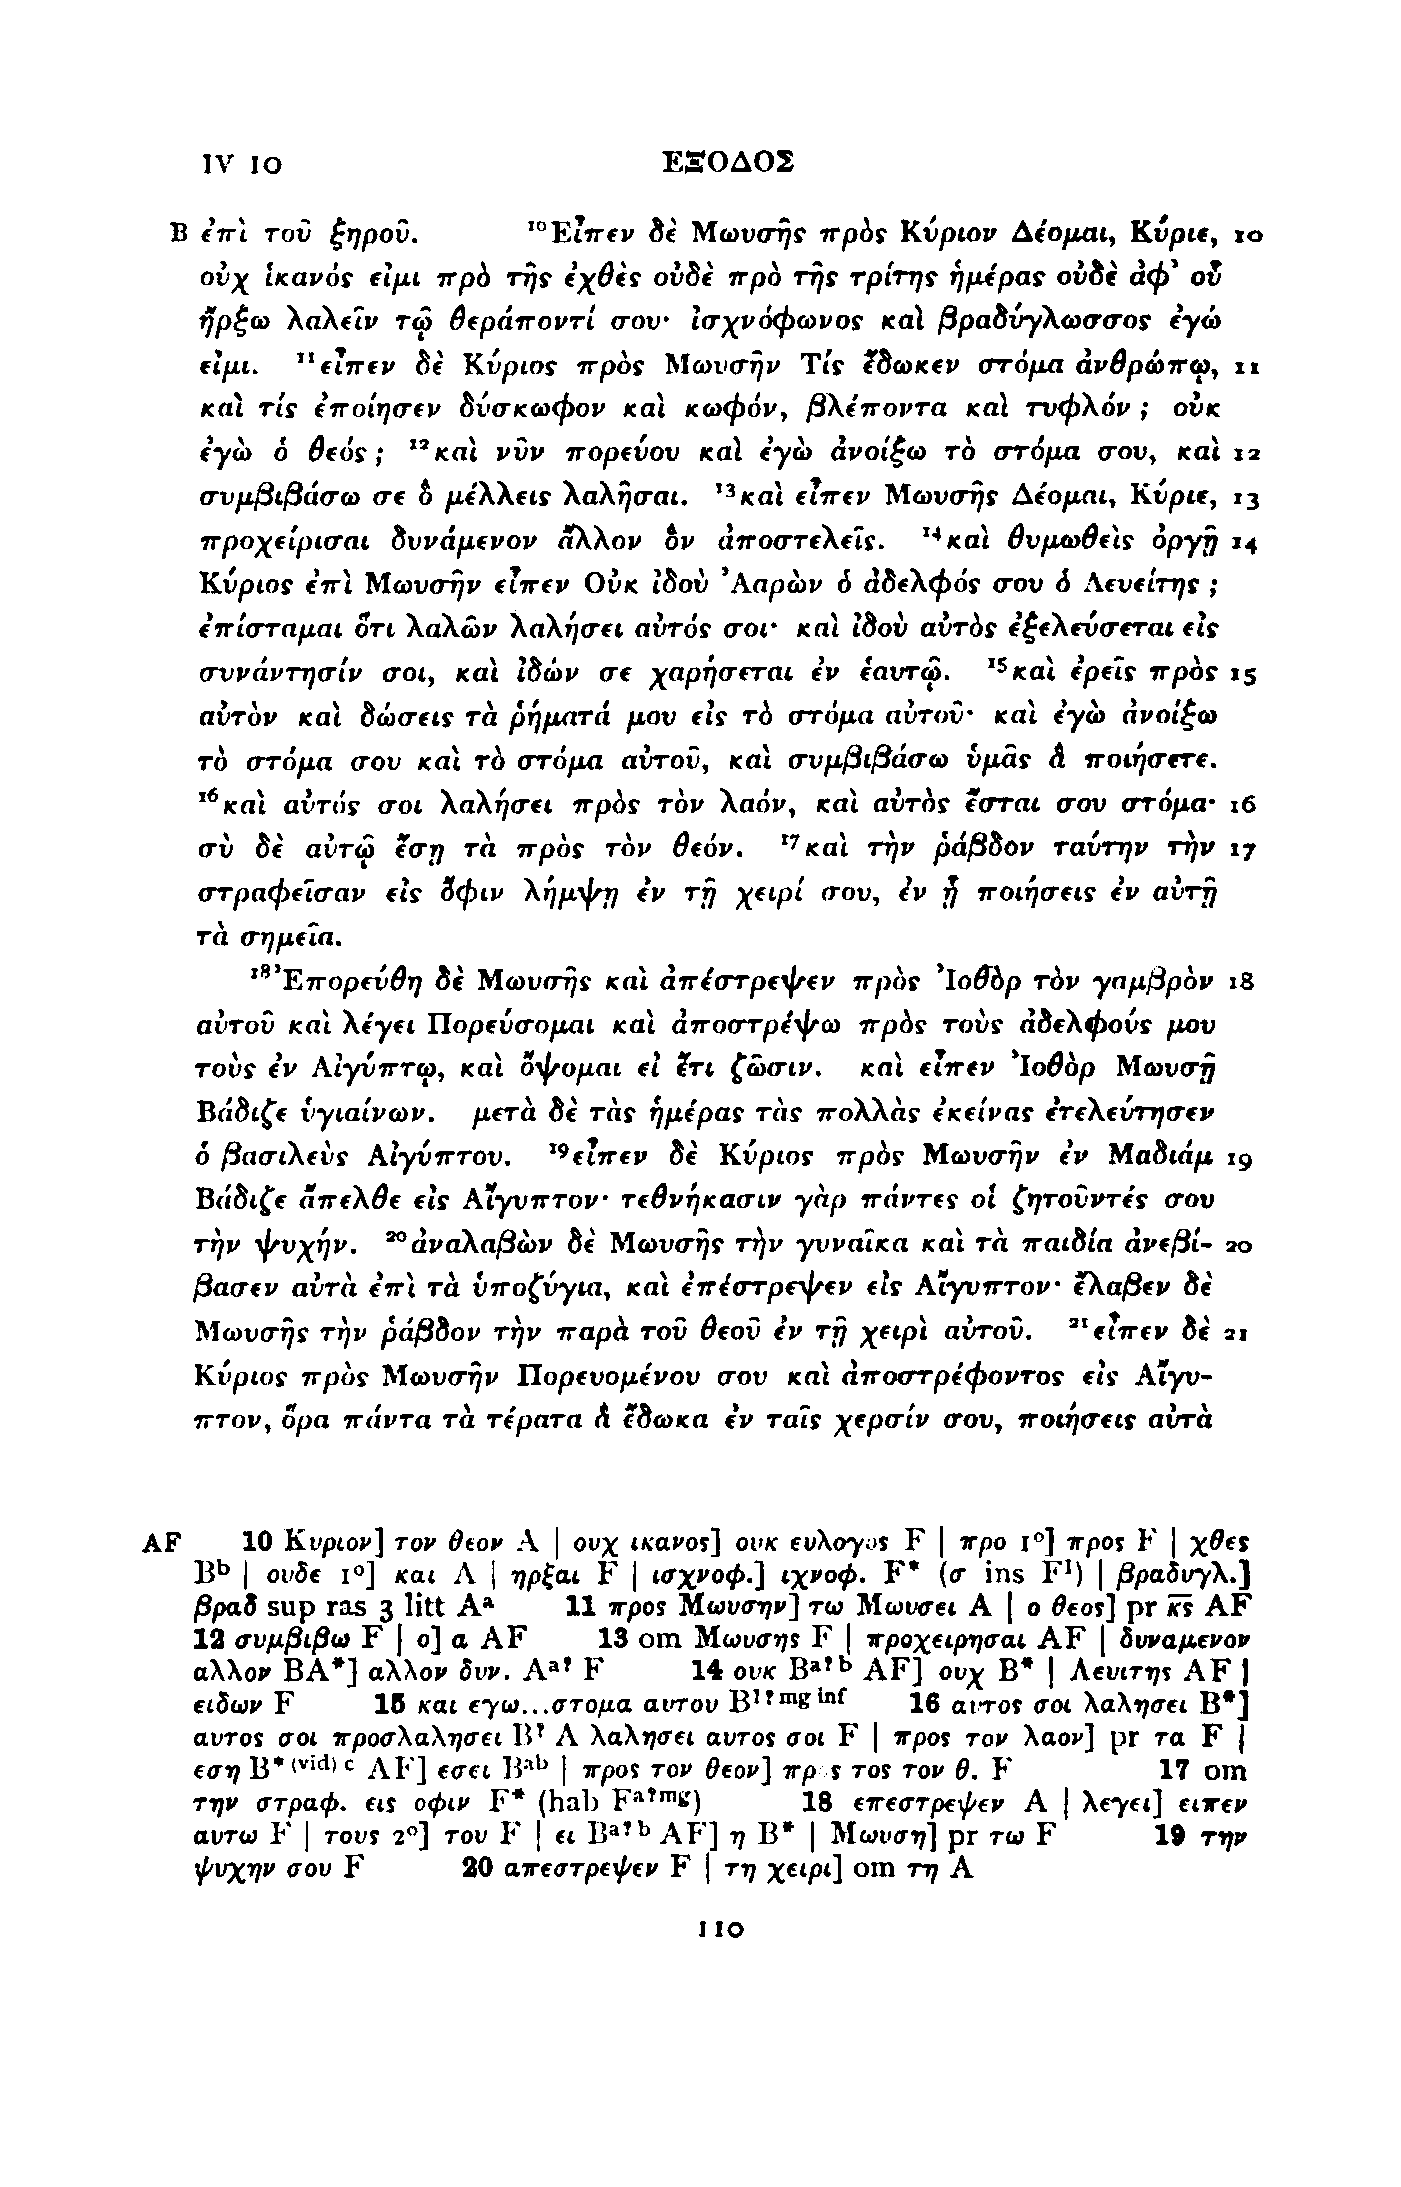 IV 10 ΕΞΟΔΟΣ
B ἐπὶ τοῦ ξηροῦ. ¹⁰Εἶπεν δὲ Μωυσῆς πρὸς Κύριον Δέομαι, Κύριε, 10
οὐχ ἱκανός εἰμι πρὸ τῆς ἐχθὲς οὐδὲ πρὸ τῆς τρίτης ἡμέρας οὐδὲ ἀφ’ οὗ
ἤρξω λαλεῖν τῷ θεράποντί σου· ἰσχνόφωνος καὶ βραδύγλωσσος ἐγώ
εἰμι. ¹¹εἶπεν δὲ Κύριος πρὸς Μωυσῆν Τίς ἔδωκεν στόμα ἀνθρώπῳ, 11
καὶ τίς ἐποίησεν δύσκωφον καὶ κωφόν, βλέποντα καὶ τυφλόν ; οὐκ
ἐγὼ ὁ θεός ; ¹²καὶ νῦν πορεύου καὶ ἐγὼ ἀνοίξω τὸ στόμα σου, καὶ 12
συμβιβάσω σε ὃ μέλλεις λαλῆσαι. ¹³καὶ εἶπεν Μωυσῆς Δέομαι, Κύριε, 13
προχείρισαι δυνάμενον ἄλλον ὃν ἀποστελεῖς. ¹⁴καὶ θυμωθεὶς ὀργῇ 14
Κύριος ἐπὶ Μωυσῆν εἶπεν Οὐκ ἰδοὺ Ἀαρὼν ὁ ἀδελφός σου ὁ Λευείτης ;
ἐπίσταμαι ὅτι λαλῶν λαλήσει αὐτός σοι· καὶ ἰδοὺ αὐτὸς ἐξελεύσεται εἰς
συνάντησίν σοι, καὶ ἰδών σε χαρήσεται ἐν ἑαυτῷ. ¹⁵καὶ ἐρεῖς πρὸς 15
αὐτὸν καὶ δώσεις τὰ ῥήματά μου εἰς τὸ στόμα αὐτοῦ· καὶ ἐγὼ ἀνοίξω
τὸ στόμα σου καὶ τὸ στόμα αὐτοῦ, καὶ συμβιβάσω ὑμᾶς ἃ ποιήσετε.
¹⁶καὶ αὐτός σοι λαλήσει πρὸς τὸν λαόν, καὶ αὐτὸς ἔσται σου στόμα· 16
σὺ δὲ αὐτῷ ἔσῃ τὰ πρὸς τὸν θεόν. ¹⁷καὶ τὴν ῥάβδον ταύτην τὴν 17
στραφεῖσαν εἰς ὄφιν λήμψῃ ἐν τῇ χειρί σου, ἐν ᾗ ποιήσεις ἐν αὐτῇ
τὰ σημεῖα.
¹⁸Ἐπορεύθη δὲ Μωυσῆς καὶ ἀπέστρεψεν πρὸς Ἰοθὸρ τὸν γαμβρὸν 18
αὐτοῦ καὶ λέγει Πορεύσομαι καὶ ἀποστρέψω πρὸς τοὺς ἀδελφούς μου
τοὺς ἐν Αἰγύπτῳ, καὶ ὄψομαι εἰ ἔτι ζῶσιν. καὶ εἶπεν Ἰοθὸρ Μωυσῇ
Βάδιζε ὑγιαίνων. μετὰ δὲ τὰς ἡμέρας τὰς πολλὰς ἐκείνας ἐτελεύτησεν
ὁ βασιλεὺς Αἰγύπτου. ¹⁹εἶπεν δὲ Κύριος πρὸς Μωυσῆν ἐν Μαδιάμ 19
Βάδιζε ἄπελθε εἰς Αἴγυπτον· τεθνήκασιν γὰρ πάντες οἱ ζητοῦντές σου
τὴν ψυχήν. ²⁰ἀναλαβὼν δὲ Μωυσῆς τὴν γυναῖκα καὶ τὰ παιδία ἀνεβί- 20
βασεν αὐτὰ ἐπὶ τὰ ὑποζύγια, καὶ ἐπέστρεψεν εἰς Αἴγυπτον· ἔλαβεν δὲ
Μωυσῆς τὴν ῥάβδον τὴν παρὰ τοῦ θεοῦ ἐν τῇ χειρὶ αὐτοῦ. ²¹εἶπεν δὲ 21
Κύριος πρὸς Μωυσῆν Πορευομένου σου καὶ ἀποστρέφοντος εἰς Αἴγυ-
πτον, ὅρα πάντα τὰ τέρατα ἃ ἔδωκα ἐν ταῖς χερσίν σου, ποιήσεις αὐτὰ
AF 10 Κυριον] τον θεον A | ουχ ικανος] ουκ ευλογος F | προ 1°] προς F | χθες
Bᵇ | ουδε 1°] και A | ηρξαι F | ισχνοφ.] ιχνοφ. F* (σ ins F¹) | βραδυγλ.]
βραδ sup ras 3 litt Aᵃ 11 προς Μωυσην] τω Μωυσει A | ο θεος] pr κ̅ς̅ AF
12 συμβιβω F | ο] α AF 13 om Μωυσης F | προχειρησαι AF | δυναμενον
αλλον BA*] αλλον δυν. Aᵃ? F 14 ουκ Bᵃ?ᵇ AF] ουχ B* | Λευιτης AF |
ειδων F 15 και εγω...στομα αυτου B¹? ᵐᵍ ⁱⁿᶠ 16 αυτος σοι λαλησει B*]
αυτος σοι προσλαλησει B? A λαλησει αυτος σοι F | προς τον λαον] pr τα F |
εση B* ⁽ᵛⁱᵈ⁾ ᶜ AF] εσει Bᵃᵇ | προς τον θεον] πρ ς τος τον θ. F 17 om
την στραφ. εις οφιν F* (hab Fᵃ?ᵐᵍ) 18 επεστρεψεν A | λεγει] ειπεν
αυτω F | τους 2°] του F | ει Bᵃ?ᵇ AF] η B* | Μωυση] pr τω F 19 την
ψυχην σου F 20 απεστρεψεν F | τη χειρι] om τη A
110